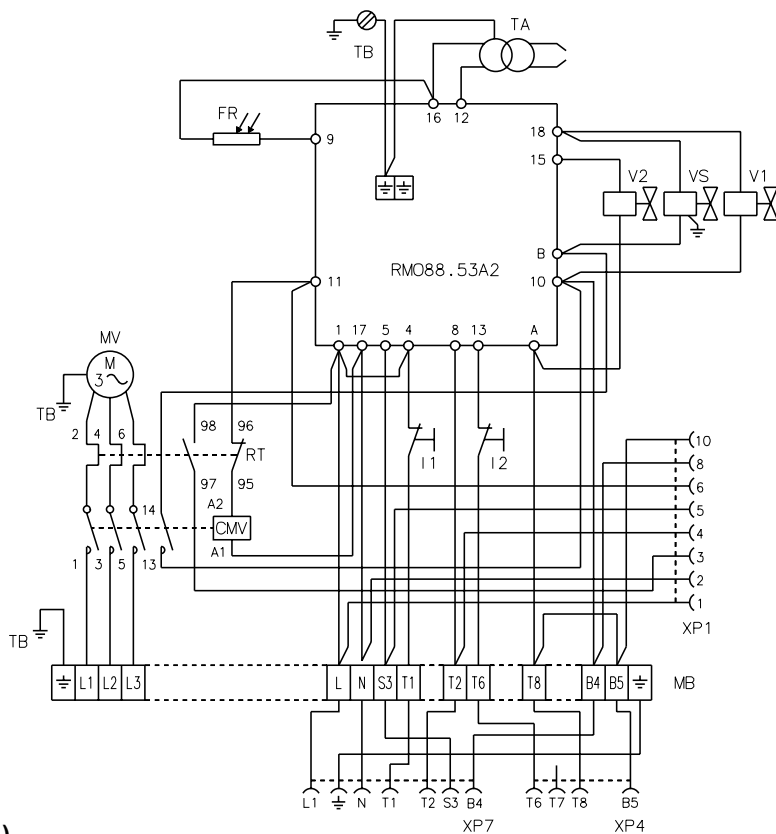 TA
TB
16 12
FR
9
18
15
V2 VS V1
B
RMO88.53A2
11
10
1 17 5 4 8 13 A
MV
M
3
TB
98 96
2 4 6
RT
I1 I2
10
97 95
8
6
A2
14
5
CMV
4
A1
3
1 3 5 13
2
1
XP1
TB
L1 L2 L3 L N S3 T1 T2 T6 T8 B4 B5 MB
L1 N T1 T2 S3 B4 T6 T7 T8 B5
XP7 XP4
)